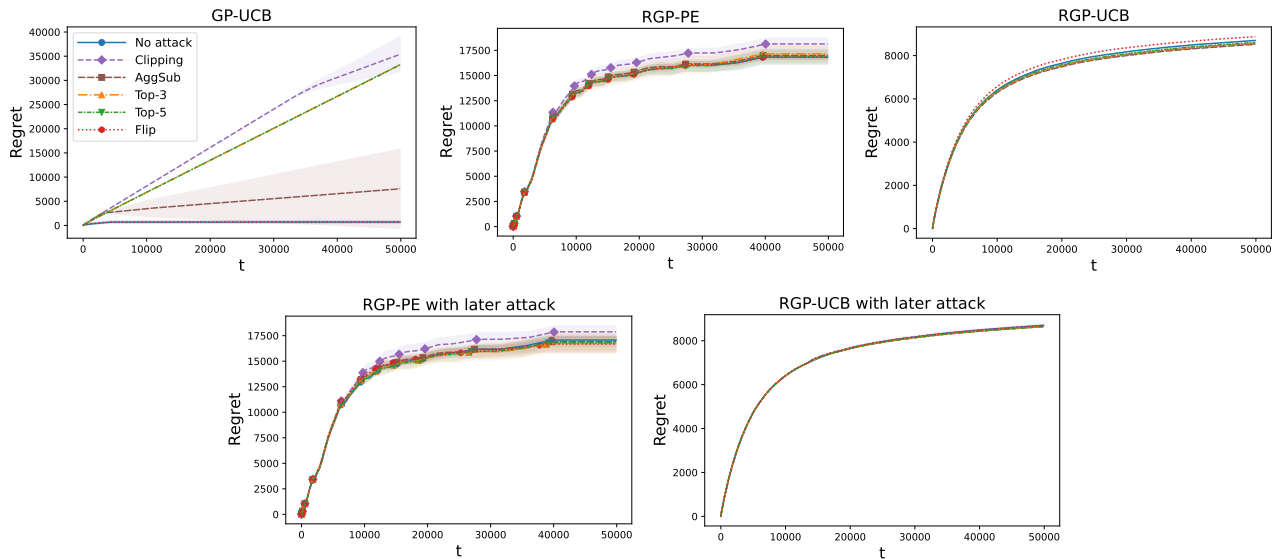 GP-UCB
40000
35000
30000
25000
20000
15000
10000
5000
0
Regret
No attack
Clipping
AggSub
Top-3
Top-5
Flip
0 10000 20000 30000 40000 50000
t
RGP-PE
17500
15000
12500
10000
7500
5000
2500
0
Regret
0 10000 20000 30000 40000 50000
t
RGP-UCB
8000
6000
4000
2000
0
Regret
0 10000 20000 30000 40000 50000
t
RGP-PE with later attack
17500
15000
12500
10000
7500
5000
2500
0
Regret
0 10000 20000 30000 40000 50000
t
RGP-UCB with later attack
8000
6000
4000
2000
0
Regret
0 10000 20000 30000 40000 50000
t